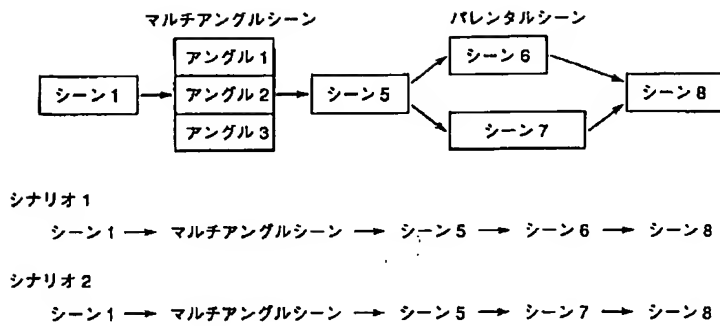 マルチアングルシーン
パレンタルシーン
アングル1
シーン6
シーン1
アングル2
シーン5
シーン8
アングル3
シーン7
シナリオ1
シーン1 → マルチアングルシーン → シーン5 → シーン6 → シーン8
シナリオ2
シーン1 → マルチアングルシーン → シーン5 → シーン7 → シーン8